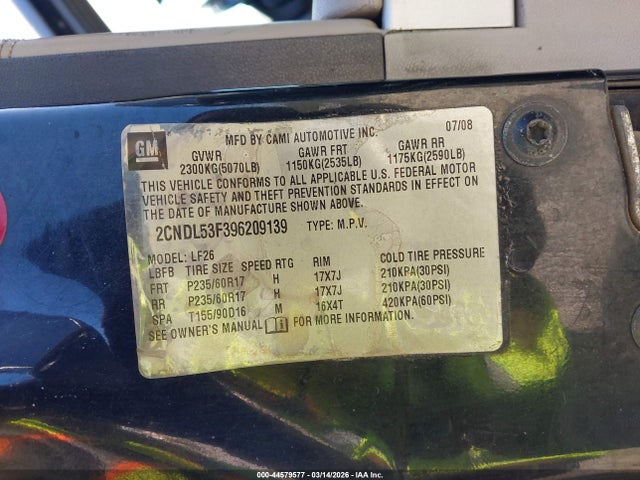 GM
MFD BY CAMI AUTOMOTIVE INC. 07/08
GVWR GAWR FRT GAWR RR
2300KG(5070LB) 1150KG(2535LB) 1175KG(2590LB)
THIS VEHICLE CONFORMS TO ALL APPLICABLE U.S. FEDERAL MOTOR
VEHICLE SAFETY AND THEFT PREVENTION STANDARDS IN EFFECT ON
THE DATE OF MANUFACTURE SHOWN ABOVE.
2CNDL53F396209139 TYPE: M.P.V.
MODEL: LF26
LBFB TIRE SIZE SPEED RTG RIM COLD TIRE PRESSURE
FRT P235/60R17 H 17X7J 210KPA(30PSI)
RR P235/60R17 H 17X7J 210KPA(30PSI)
SPA T155/90D16 M 16X4T 420KPA(60PSI)
SEE OWNER'S MANUAL FOR MORE INFORMATION.
000-44579577 - 03/14/2026 - IAA Inc.